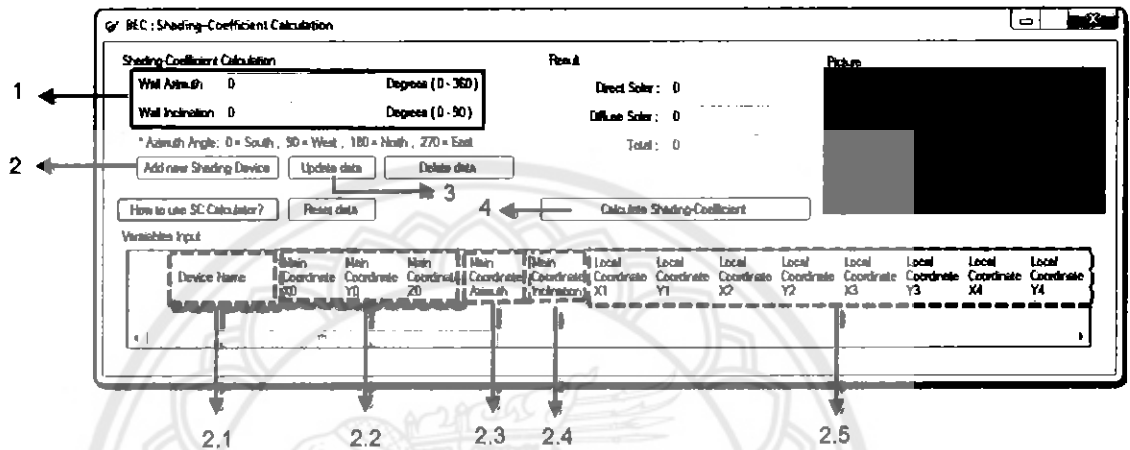 BEC : Shading-Coefficient Calculation
Shading-Coefficient Calculation
Result
Picture
1
Wall Azimuth 0 Degrees ( 0 - 360 )
Direct Solar : 0
Wall Inclination 0 Degrees ( 0 - 90 )
Diffuse Solar : 0
* Azimuth Angle: 0 = South , 90 = West , 180 = North , 270 = East
Total : 0
2
Add new Shading Device
Update data
Delete data
3
4
How to use SC Calculator?
Reset data
Calculate Shading-Coefficient
Variables Input
Device Name
Main Coordinate X0
Main Coordinate Y0
Main Coordinat Z0
Main Coordinate Azimuth
Main Coordinate Inclination
Local Coordinate X1
Local Coordinate Y1
Local Coordinate X2
Local Coordinate Y2
Local Coordinate X3
Local Coordinate Y3
Local Coordinate X4
Local Coordinate Y4
2.1
2.2
2.3
2.4
2.5